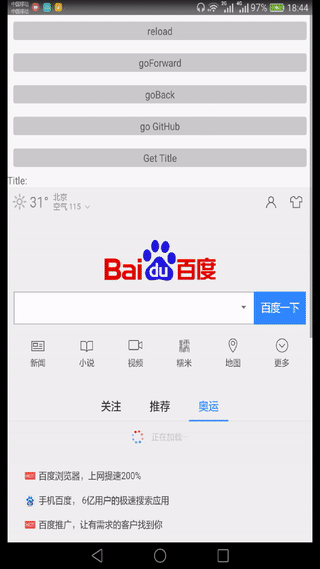 中国移动
中国移动 2G 4G 97% 18:44
reload
goForward
goBack
go GitHub
Get Title
Title:
31° 北京
空气 115
Bai du 百度
百度一下
新闻 小说 视频 糯米 地图 更多
关注 推荐 奥运
正在加载
HOT 百度浏览器，上网提速200%
手机百度，6亿用户的极速搜索应用
HOT 百度推广，让有需求的客户找到你